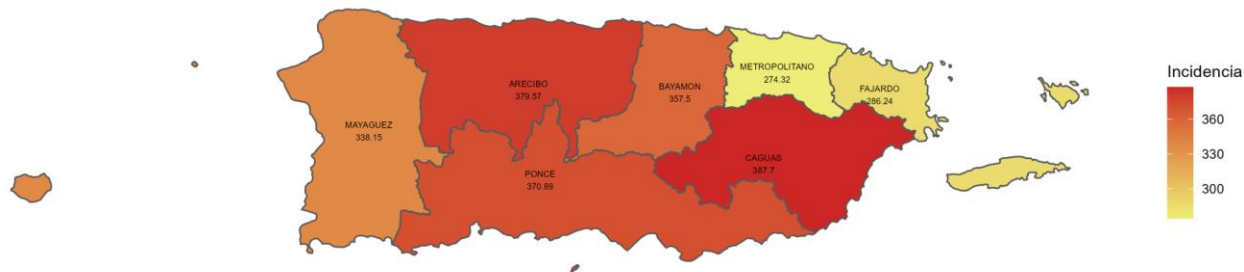 METROPOLITANO
274.32
ARECIBO
379.57
BAYAMON
357.5
FAJARDO
286.24
MAYAGUEZ
338.15
CAGUAS
387.7
PONCE
370.89
Incidencia
360
330
300